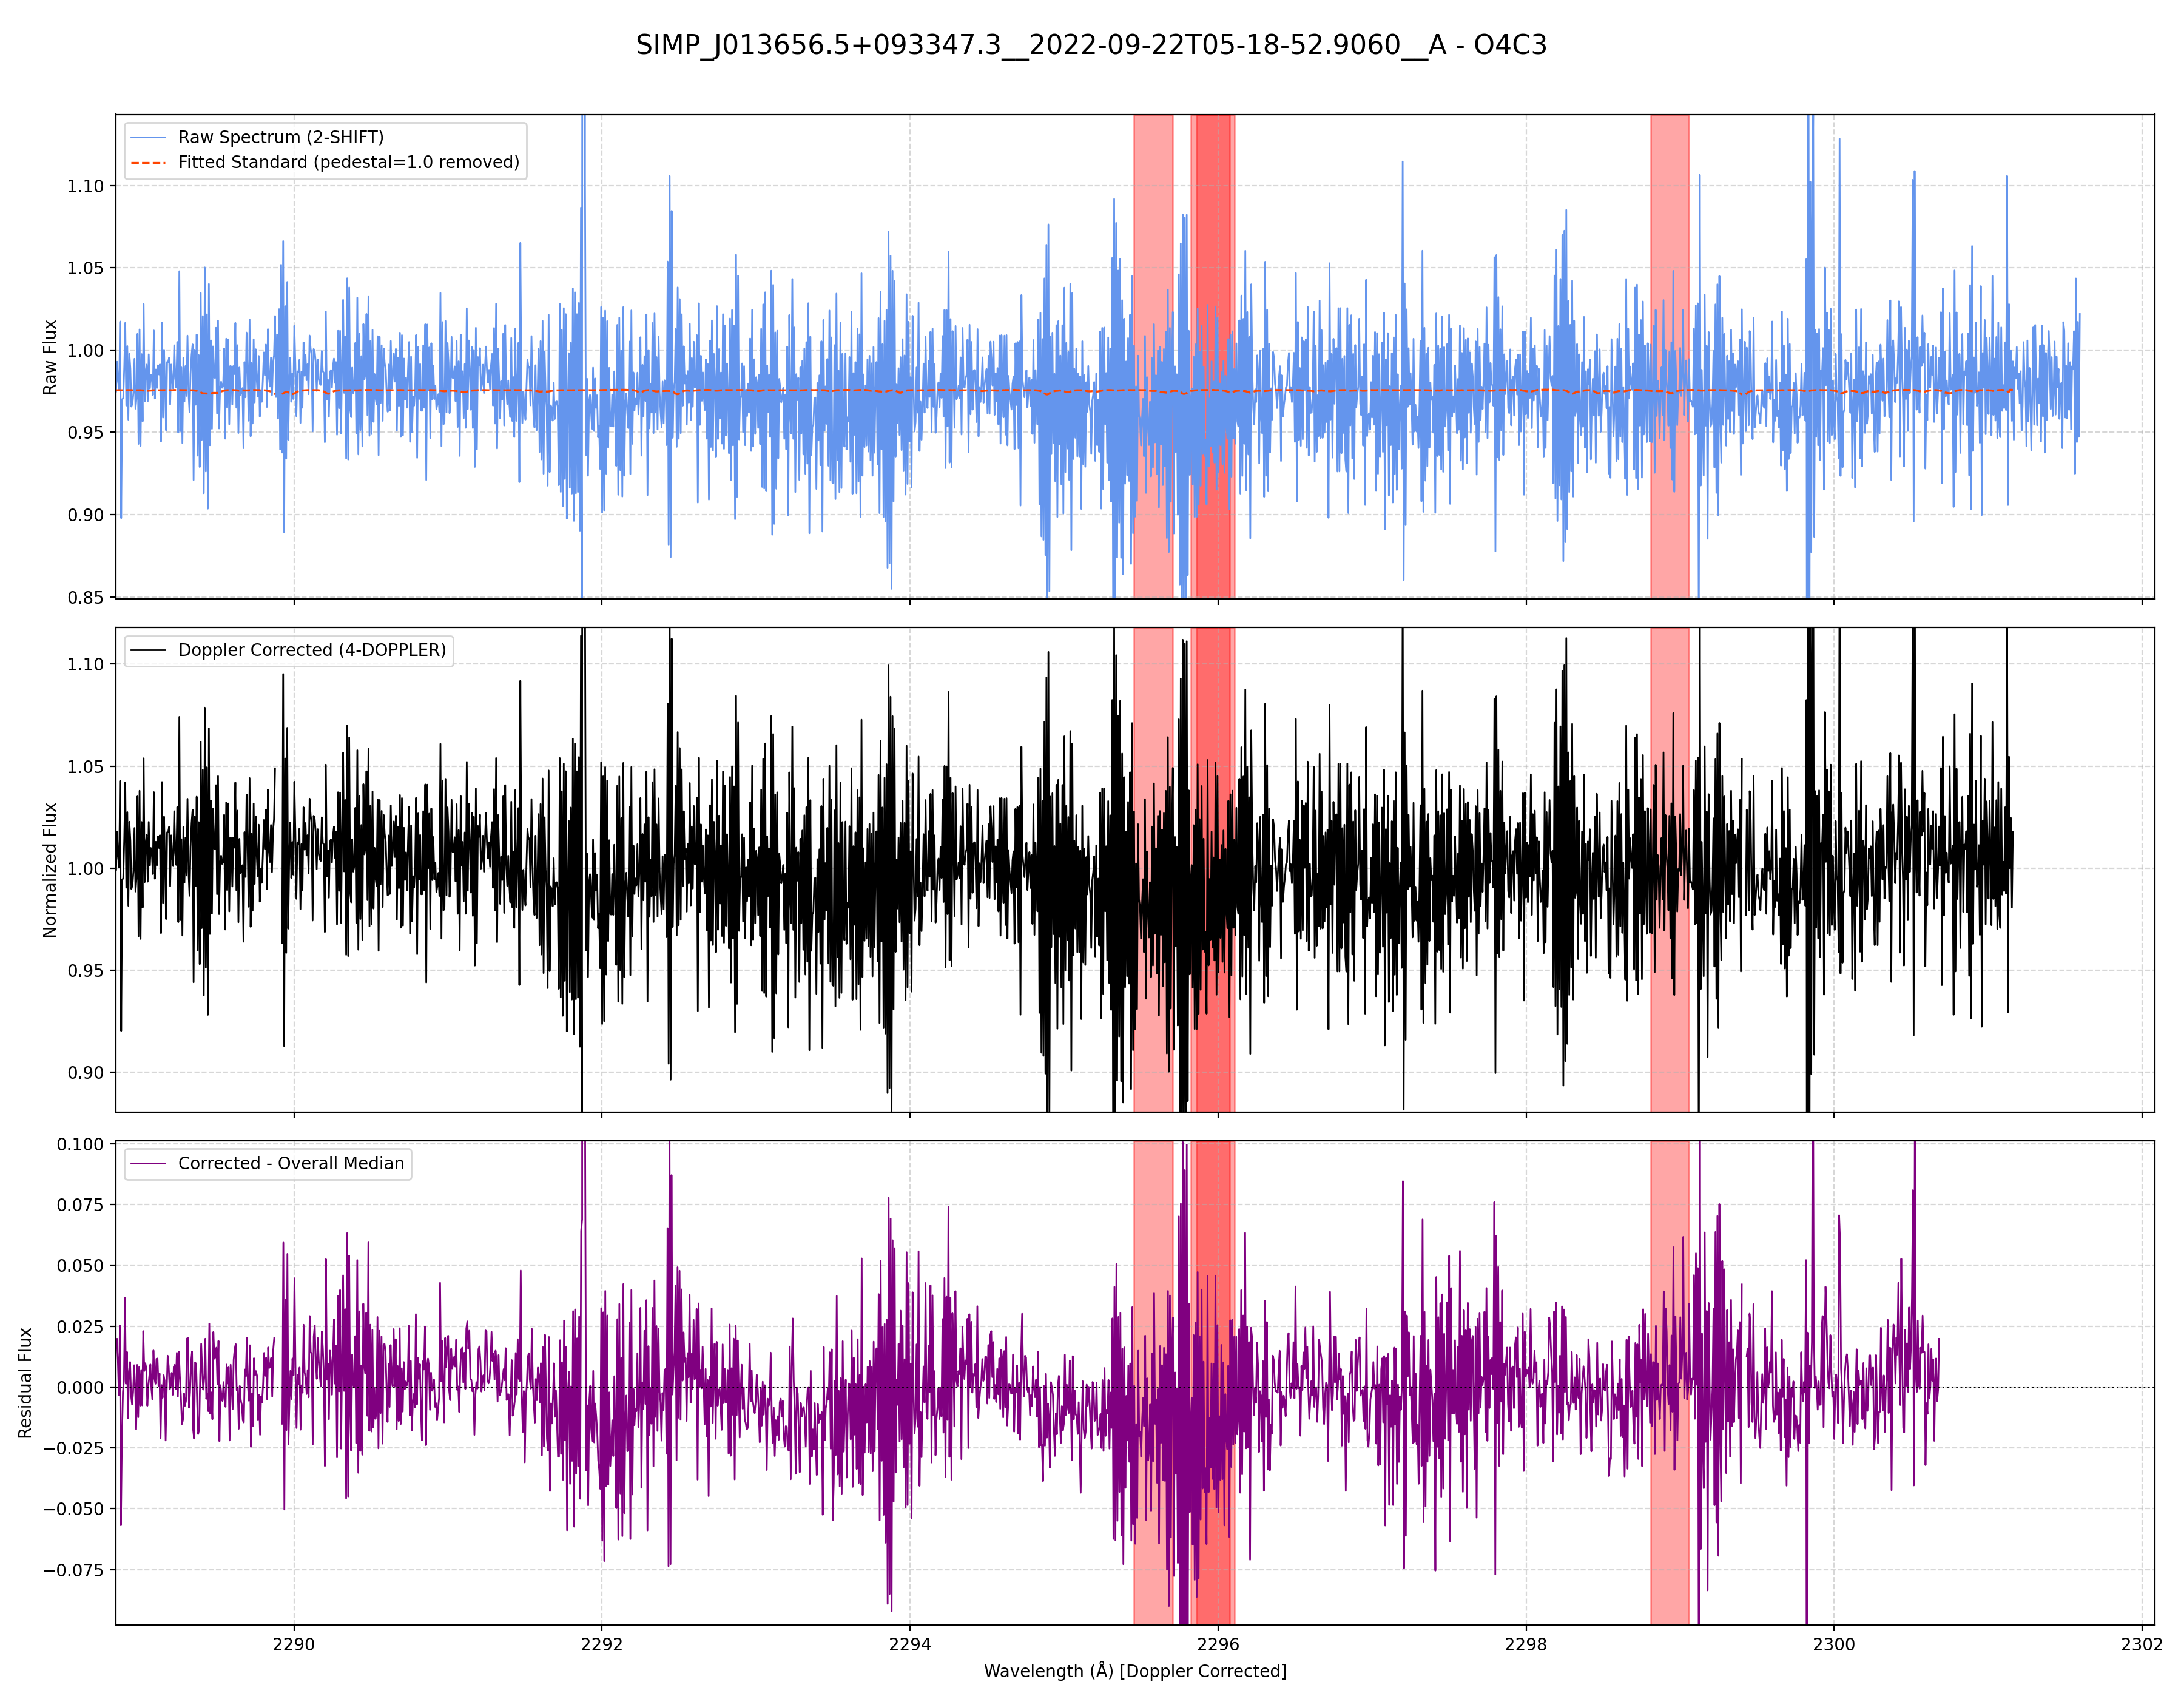 SIMP_J013656.5+093347.3__2022-09-22T05-18-52.9060__A - O4C3
Raw Spectrum (2-SHIFT)
Fitted Standard (pedestal=1.0 removed)
Raw Flux
1.10
1.05
1.00
0.95
0.90
0.85
Doppler Corrected (4-DOPPLER)
Normalized Flux
1.10
1.05
1.00
0.95
0.90
Corrected - Overall Median
Residual Flux
0.100
0.075
0.050
0.025
0.000
−0.025
−0.050
−0.075
2290
2292
2294
2296
2298
2300
2302
Wavelength (Å) [Doppler Corrected]